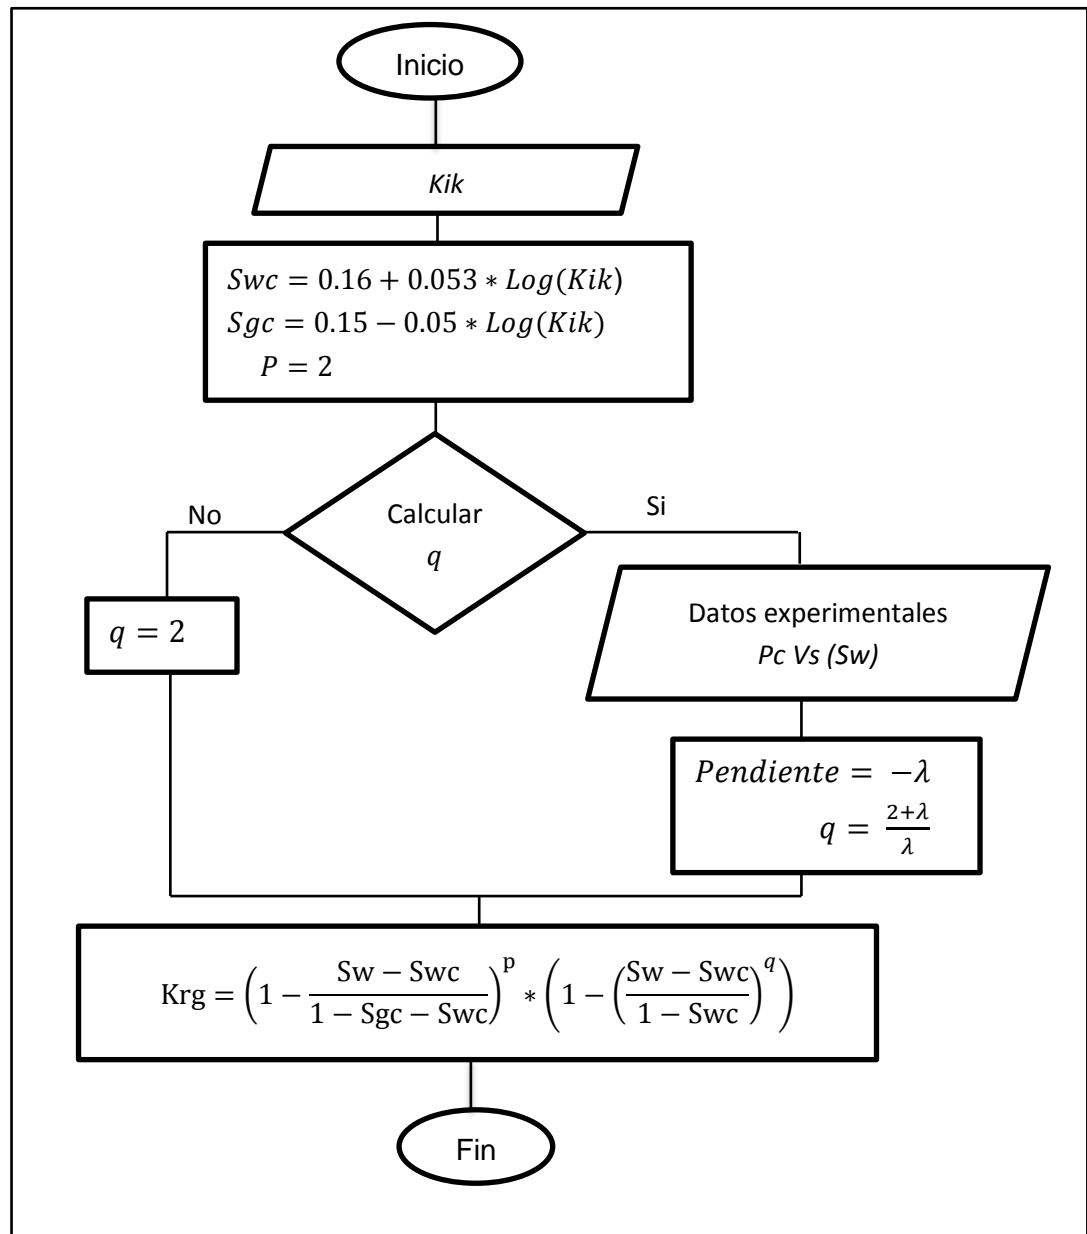 Inicio
Kik
Swc = 0.16 + 0.053 ∗ Log(Kik)
Sgc = 0.15 − 0.05 ∗ Log(Kik)
P = 2
No
Calcular
q
Si
q = 2
Datos experimentales
Pc Vs (Sw)
Pendiente = −λ
q = (2+λ)/λ
Krg = (1 − (Sw − Swc)/(1 − Sgc − Swc))^p ∗ (1 − ((Sw − Swc)/(1 − Swc))^q)
Fin